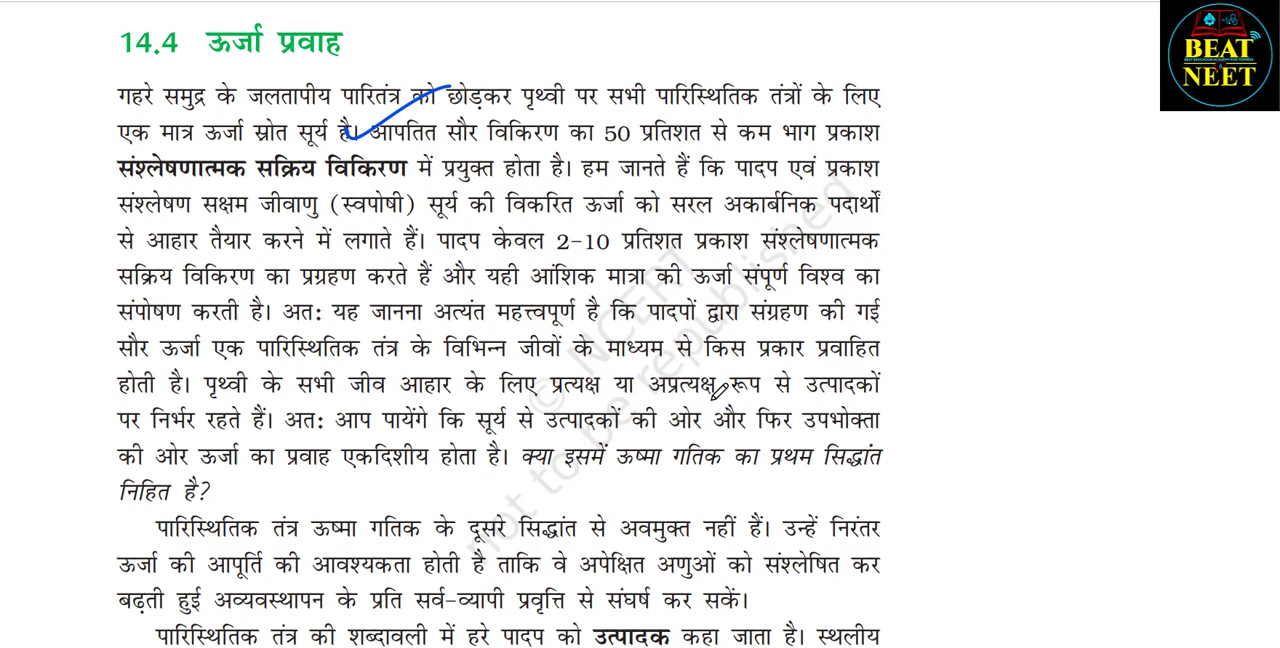 14.4 ऊर्जा प्रवाह
गहरे समुद्र के जलतापीय पारितंत्र को छोड़कर पृथ्वी पर सभी पारिस्थितिक तंत्रों के लिए
एक मात्र ऊर्जा स्रोत सूर्य है। आपतित सौर विकिरण का 50 प्रतिशत से कम भाग प्रकाश
संश्लेषणात्मक सक्रिय विकिरण में प्रयुक्त होता है। हम जानते हैं कि पादप एवं प्रकाश
संश्लेषण सक्षम जीवाणु (स्वपोषी) सूर्य की विकरित ऊर्जा को सरल अकार्बनिक पदार्थों
से आहार तैयार करने में लगाते हैं। पादप केवल 2-10 प्रतिशत प्रकाश संश्लेषणात्मक
सक्रिय विकिरण का प्रग्रहण करते हैं और यही आंशिक मात्रा की ऊर्जा संपूर्ण विश्व का
संपोषण करती है। अत: यह जानना अत्यंत महत्त्वपूर्ण है कि पादपों द्वारा संग्रहण की गई
सौर ऊर्जा एक पारिस्थितिक तंत्र के विभिन्न जीवों के माध्यम से किस प्रकार प्रवाहित
होती है। पृथ्वी के सभी जीव आहार के लिए प्रत्यक्ष या अप्रत्यक्ष रूप से उत्पादकों
पर निर्भर रहते हैं। अत: आप पायेंगे कि सूर्य से उत्पादकों की ओर और फिर उपभोक्ता
की ओर ऊर्जा का प्रवाह एकदिशीय होता है। क्या इसमें ऊष्मा गतिक का प्रथम सिद्धांत
निहित है?
पारिस्थितिक तंत्र ऊष्मा गतिक के दूसरे सिद्धांत से अवमुक्त नहीं हैं। उन्हें निरंतर
ऊर्जा की आपूर्ति की आवश्यकता होती है ताकि वे अपेक्षित अणुओं को संश्लेषित कर
बढ़ती हुई अव्यवस्थापन के प्रति सर्व-व्यापी प्रवृत्ति से संघर्ष कर सकें।
पारिस्थितिक तंत्र की शब्दावली में हरे पादप को उत्पादक कहा जाता है। स्थलीय
© NCERT
not to be republished
BEAT
NEET